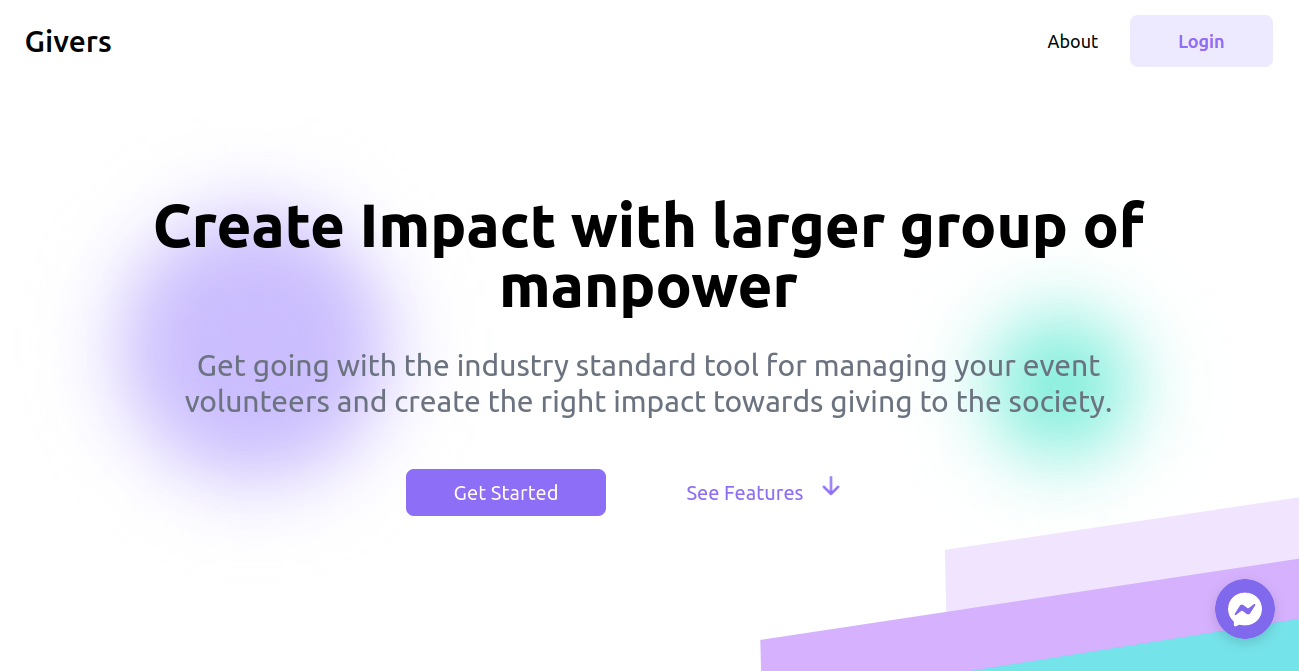 Givers
About
Login
Create Impact with larger group of
manpower
Get going with the industry standard tool for managing your event
volunteers and create the right impact towards giving to the society.
Get Started
See Features